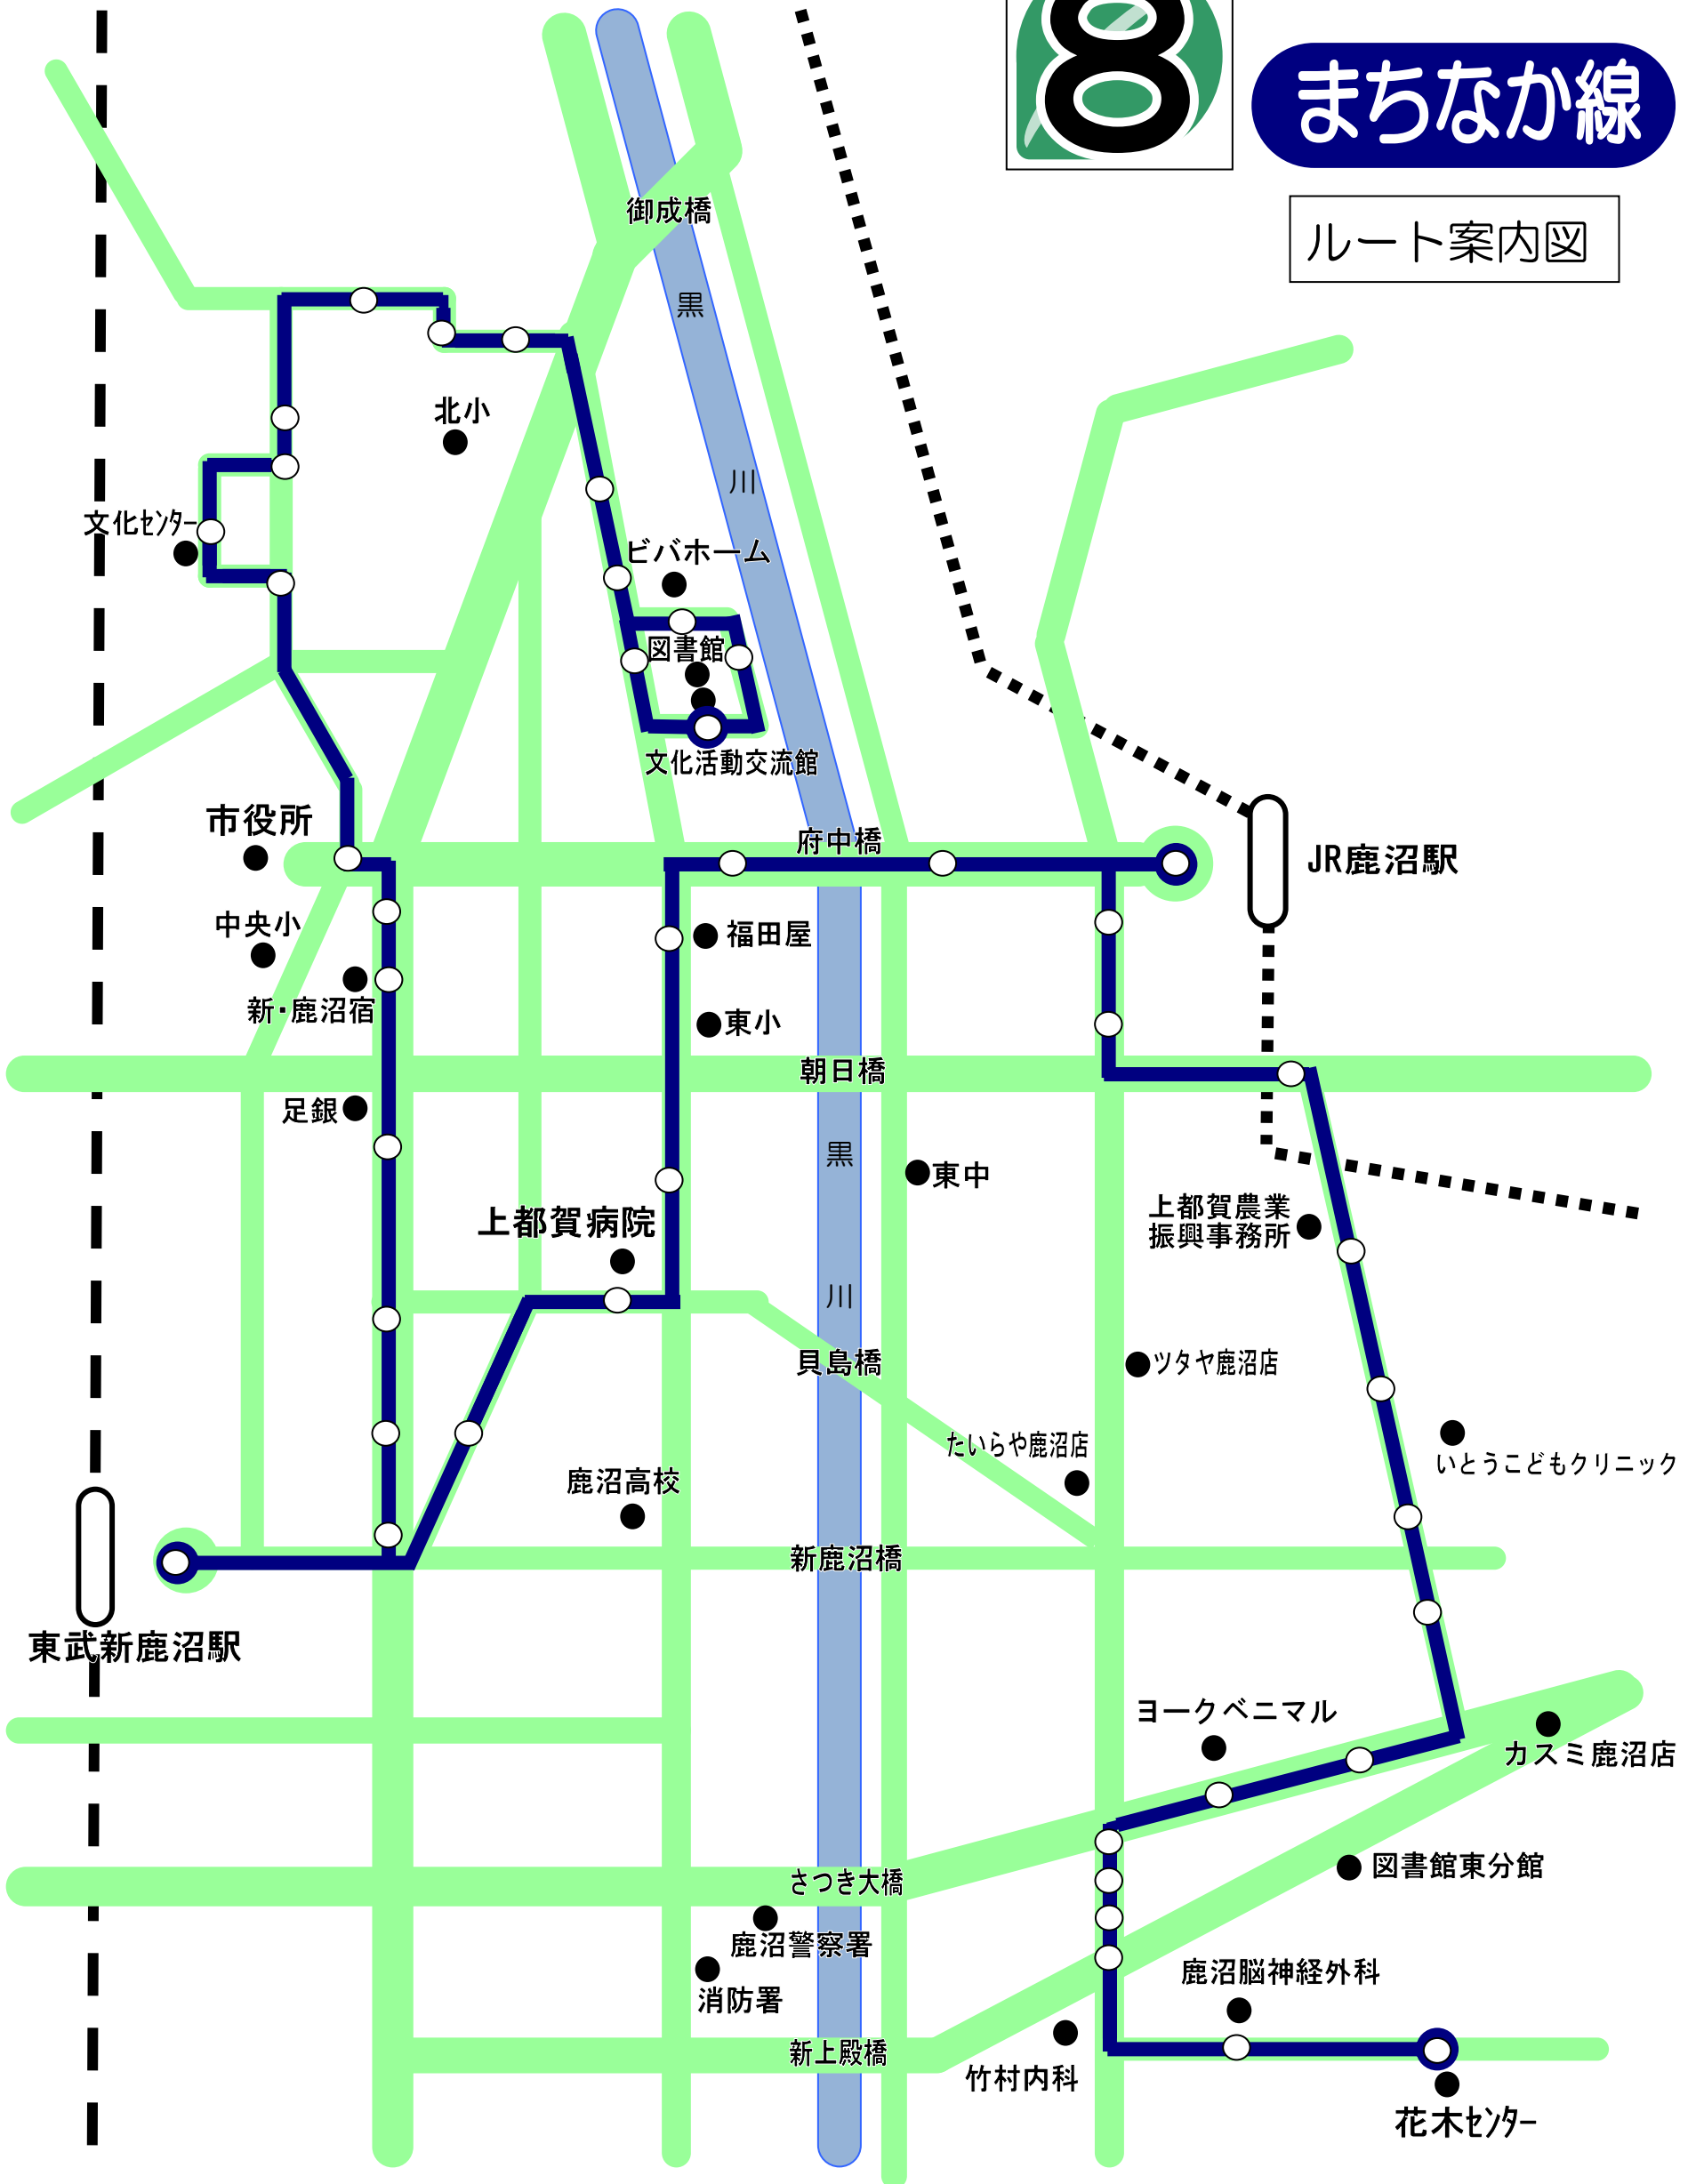 8
まちなか線
ルート案内図
御成橋
黒
北小
川
文化センター
ビバホーム
図書館
文化活動交流館
市役所
府中橋
JR鹿沼駅
中央小
福田屋
新・鹿沼宿
東小
朝日橋
足銀
黒
東中
上都賀病院
上都賀農業
振興事務所
川
貝島橋
ツタヤ鹿沼店
たいらや鹿沼店
いとうこどもクリニック
鹿沼高校
新鹿沼橋
東武新鹿沼駅
ヨークベニマル
カスミ鹿沼店
さつき大橋
図書館東分館
鹿沼警察署
鹿沼脳神経外科
消防署
新上殿橋
竹村内科
花木センター